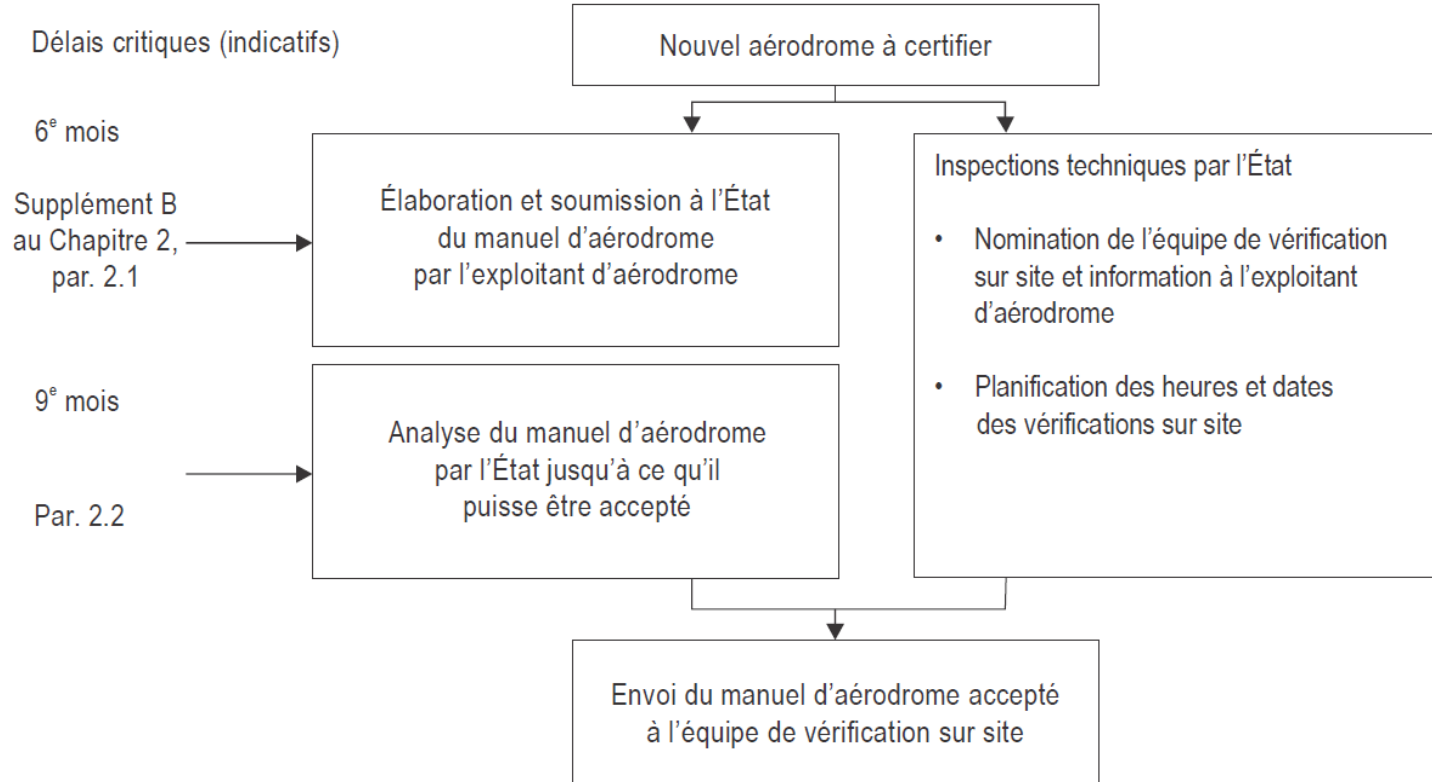 Délais critiques (indicatifs)
Nouvel aérodrome à certifier
6e mois
Supplément B
au Chapitre 2,
par. 2.1
Élaboration et soumission à l’État
du manuel d’aérodrome
par l’exploitant d’aérodrome
Inspections techniques par l’État
• Nomination de l’équipe de vérification
sur site et information à l’exploitant
d’aérodrome
• Planification des heures et dates
des vérifications sur site
9e mois
Par. 2.2
Analyse du manuel d’aérodrome
par l’État jusqu’à ce qu’il
puisse être accepté
Envoi du manuel d’aérodrome accepté
à l’équipe de vérification sur site